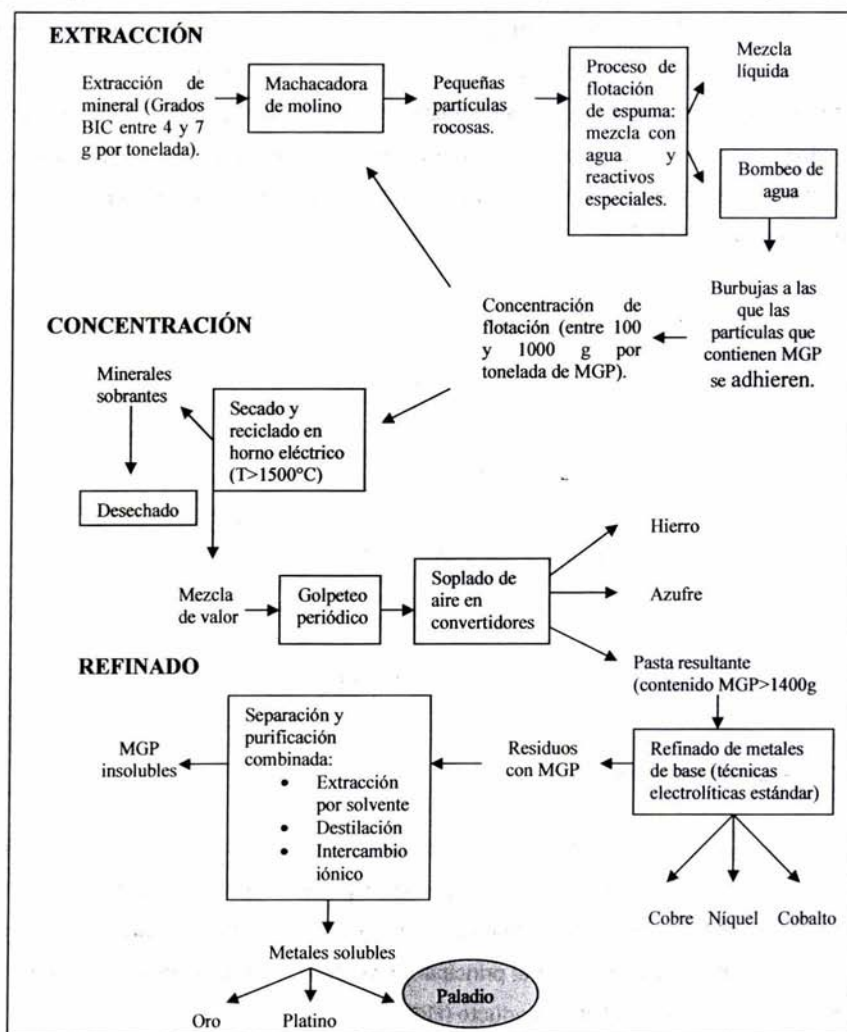 EXTRACCIÓN
Extracción de
mineral (Grados
BIC entre 4 y 7
g por tonelada).
Machacadora
de molino
Pequeñas
partículas
rocosas.
Proceso de
flotación
de espuma:
mezcla con
agua y
reactivos
especiales.
Mezcla
líquida
Bombeo de
agua
Burbujas a las
que las
partículas que
contienen MGP
se adhieren.
Concentración de
flotación (entre 100
y 1000 g por
tonelada de MGP).
CONCENTRACIÓN
Minerales
sobrantes
Desechado
Secado y
reciclado en
horno eléctrico
(T>1500°C)
Mezcla
de valor
Golpeteo
periódico
Soplado de
aire en
convertidores
Hierro
Azufre
Pasta resultante
(contenido MGP>1400g
REFINADO
Refinado de metales
de base (técnicas
electrolíticas estándar)
Cobre Níquel Cobalto
Residuos
con MGP
Separación y
purificación
combinada:
• Extracción
por solvente
• Destilación
• Intercambio
iónico
MGP
insolubles
Metales solubles
Oro
Platino
Paladio